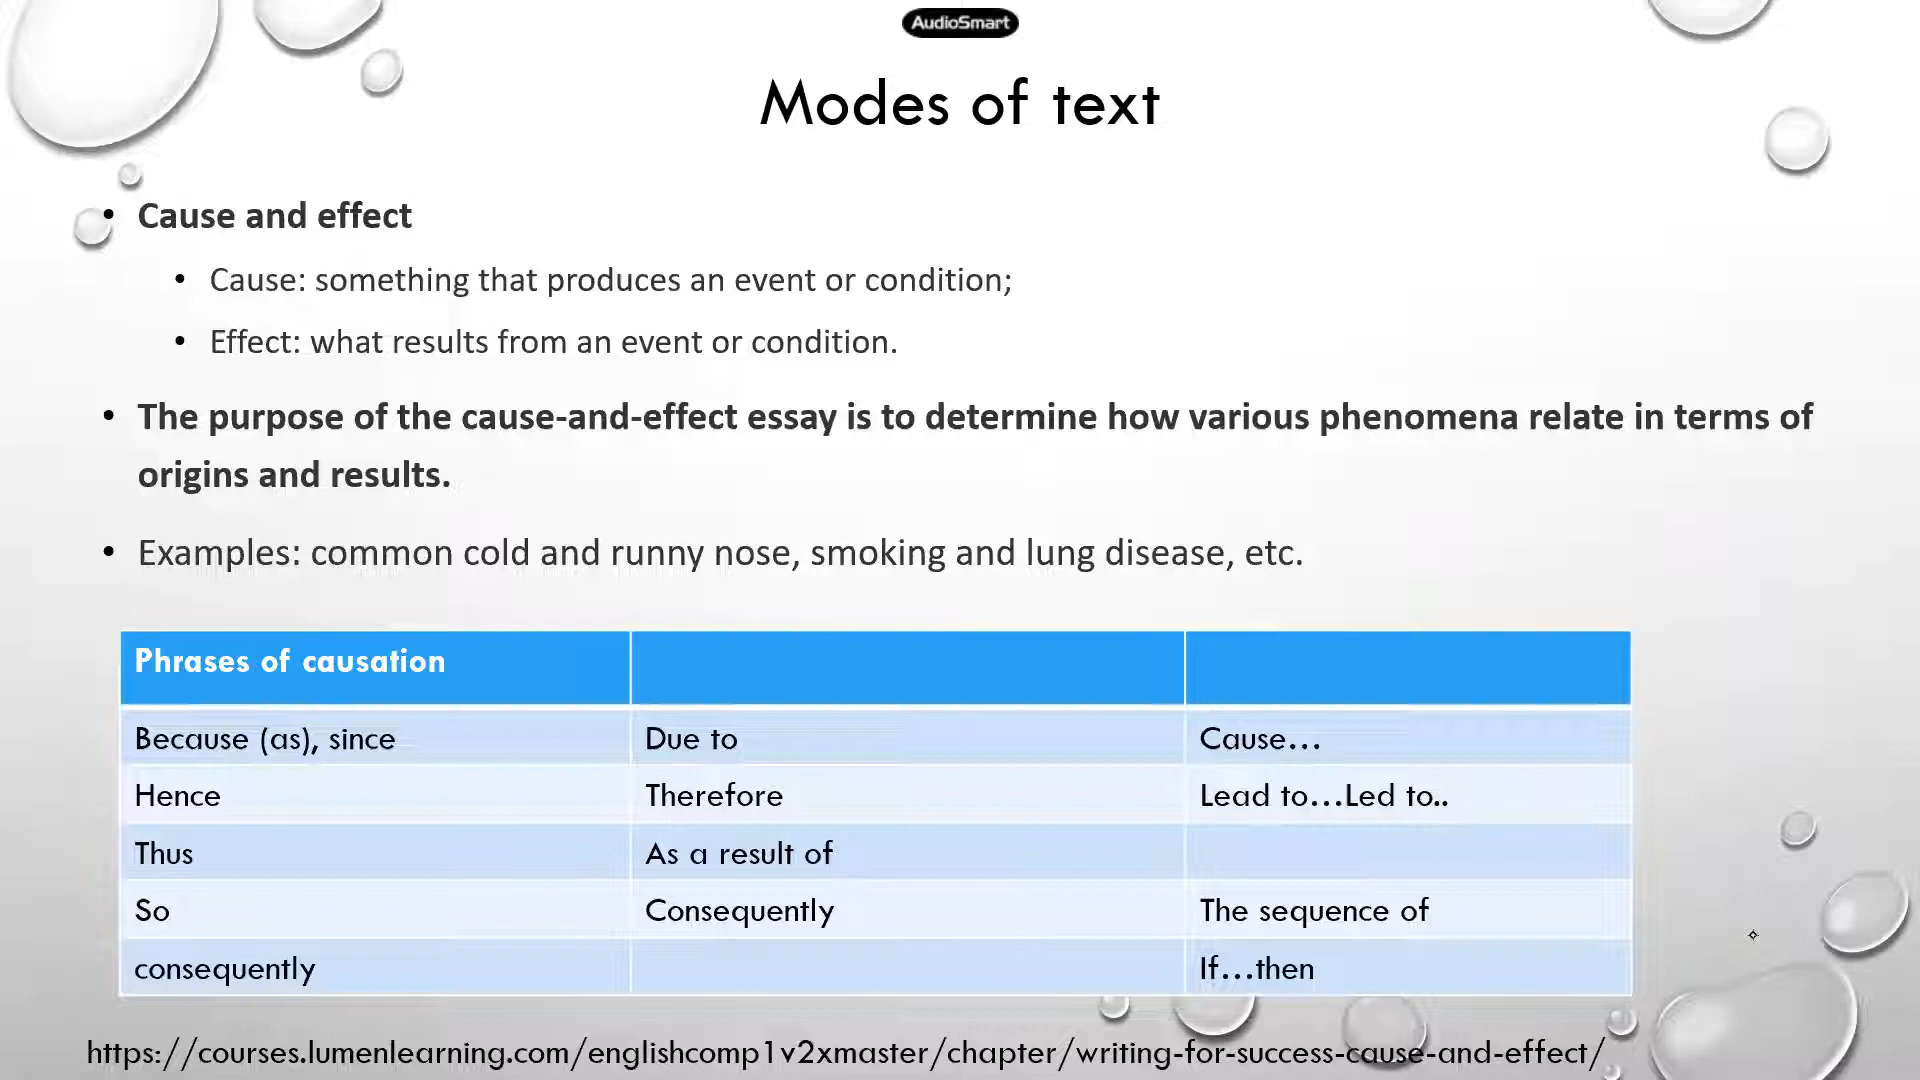 AudioSmart
Modes of text
• Cause and effect
• Cause: something that produces an event or condition;
• Effect: what results from an event or condition.
• The purpose of the cause-and-effect essay is to determine how various phenomena relate in terms of
origins and results.
• Examples: common cold and runny nose, smoking and lung disease, etc.
Phrases of causation
Because (as), since Due to Cause...
Hence Therefore Lead to...Led to..
Thus As a result of
So Consequently The sequence of
consequently If...then
https://courses.lumenlearning.com/englishcomp1v2xmaster/chapter/writing-for-success-cause-and-effect/